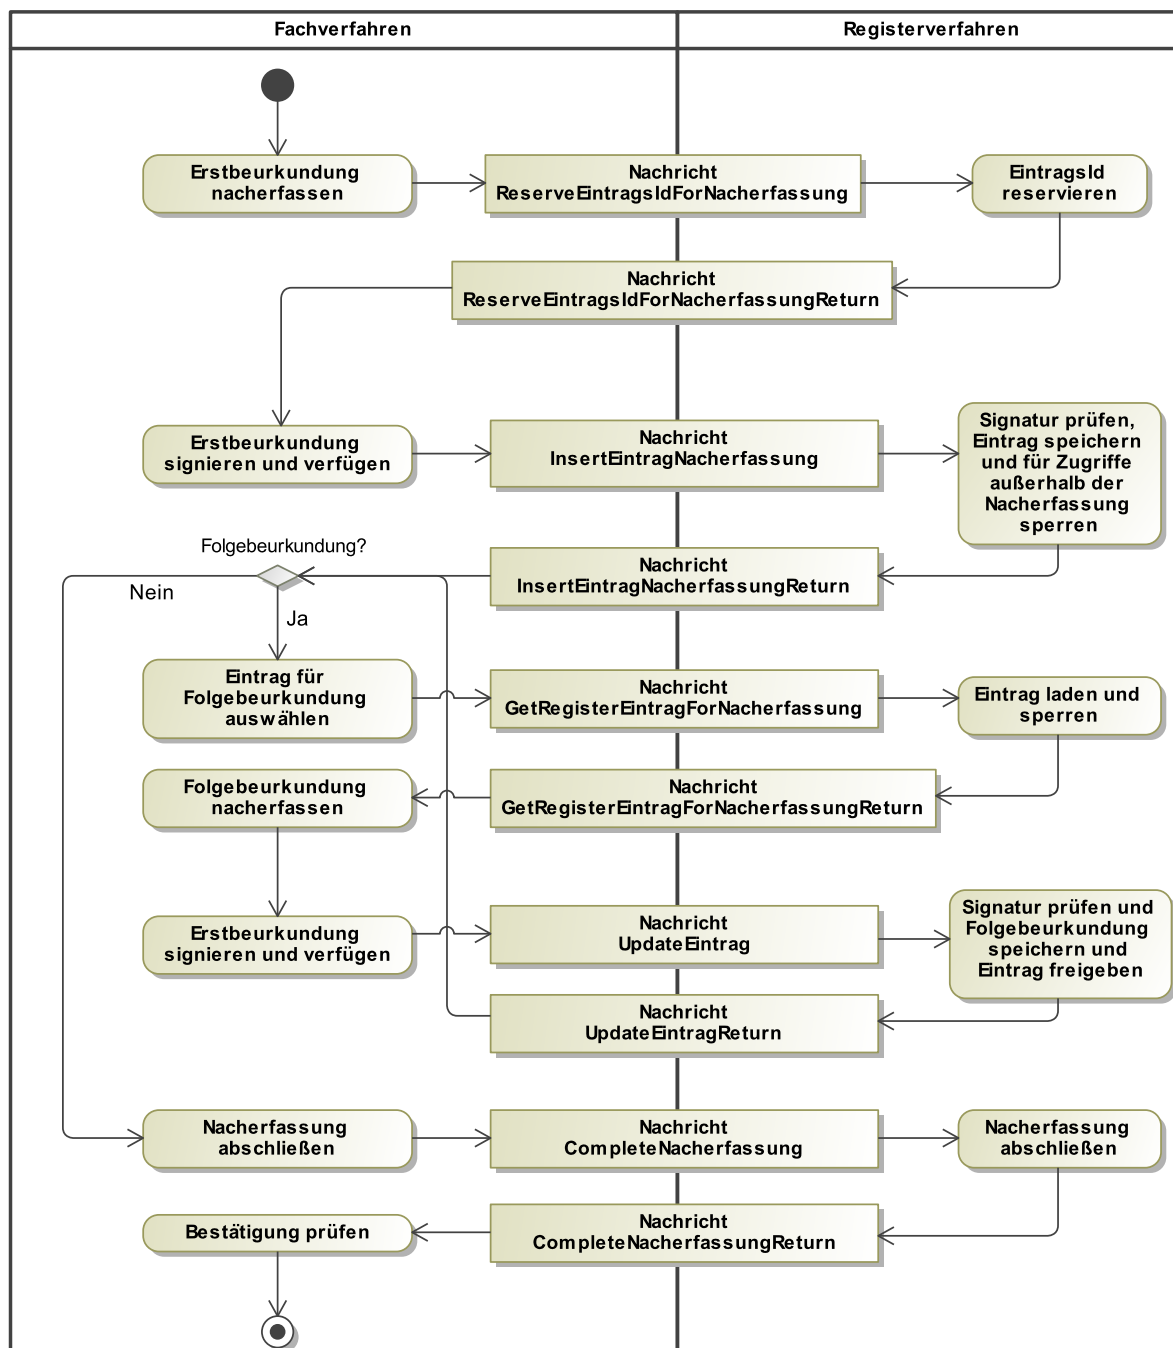 Fachverfahren
Registerverfahren
Erstbeurkundung
nacherfassen
Nachricht
ReserveEintragsIdForNacherfassung
EintragsId
reservieren
Nachricht
ReserveEintragsIdForNacherfassungReturn
Erstbeurkundung
signieren und verfügen
Nachricht
InsertEintragNacherfassung
Signatur prüfen,
Eintrag speichern
und für Zugriffe
außerhalb der
Nacherfassung
sperren
Folgebeurkundung?
Nachricht
InsertEintragNacherfassungReturn
Nein
Ja
Eintrag für
Folgebeurkundung
auswählen
Nachricht
GetRegisterEintragForNacherfassung
Eintrag laden und
sperren
Folgebeurkundung
nacherfassen
Nachricht
GetRegisterEintragForNacherfassungReturn
Erstbeurkundung
signieren und verfügen
Nachricht
UpdateEintrag
Signatur prüfen und
Folgebeurkundung
speichern und
Eintrag freigeben
Nachricht
UpdateEintragReturn
Nacherfassung
abschließen
Nachricht
CompleteNacherfassung
Nacherfassung
abschließen
Bestätigung prüfen
Nachricht
CompleteNacherfassungReturn